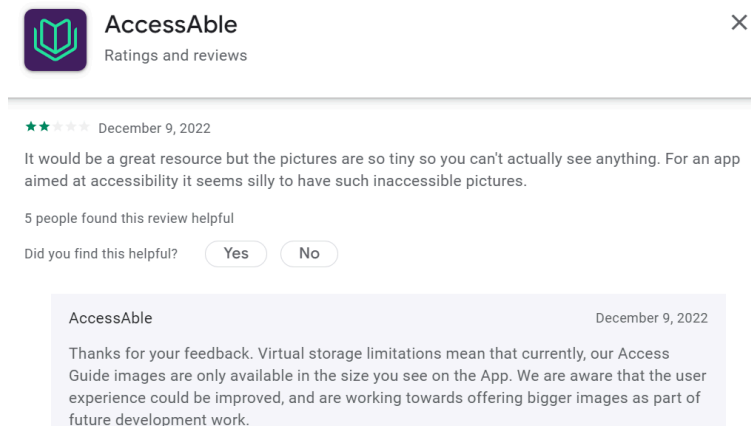 AccessAble
Ratings and reviews
December 9, 2022
It would be a great resource but the pictures are so tiny so you can't actually see anything. For an app
aimed at accessibility it seems silly to have such inaccessible pictures.
5 people found this review helpful
Did you find this helpful? Yes No
AccessAble December 9, 2022
Thanks for your feedback. Virtual storage limitations mean that currently, our Access
Guide images are only available in the size you see on the App. We are aware that the user
experience could be improved, and are working towards offering bigger images as part of
future development work.